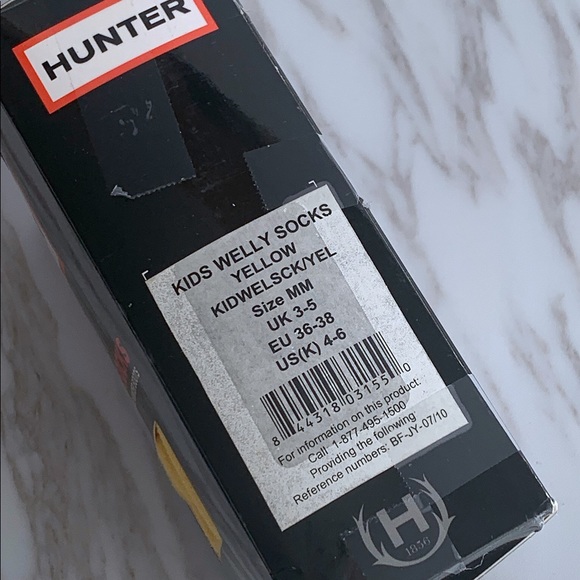 HUNTER
KIDS WELLY SOCKS
YELLOW
KIDWELSCK/YEL
Size MM
UK 3-5
EU 36-38
US(K) 4-6
8 44318 03155 0
For information on this product:
Call: 1-877-495-1500
Providing the following
Reference numbers: BF-JY-07/10
H
1856